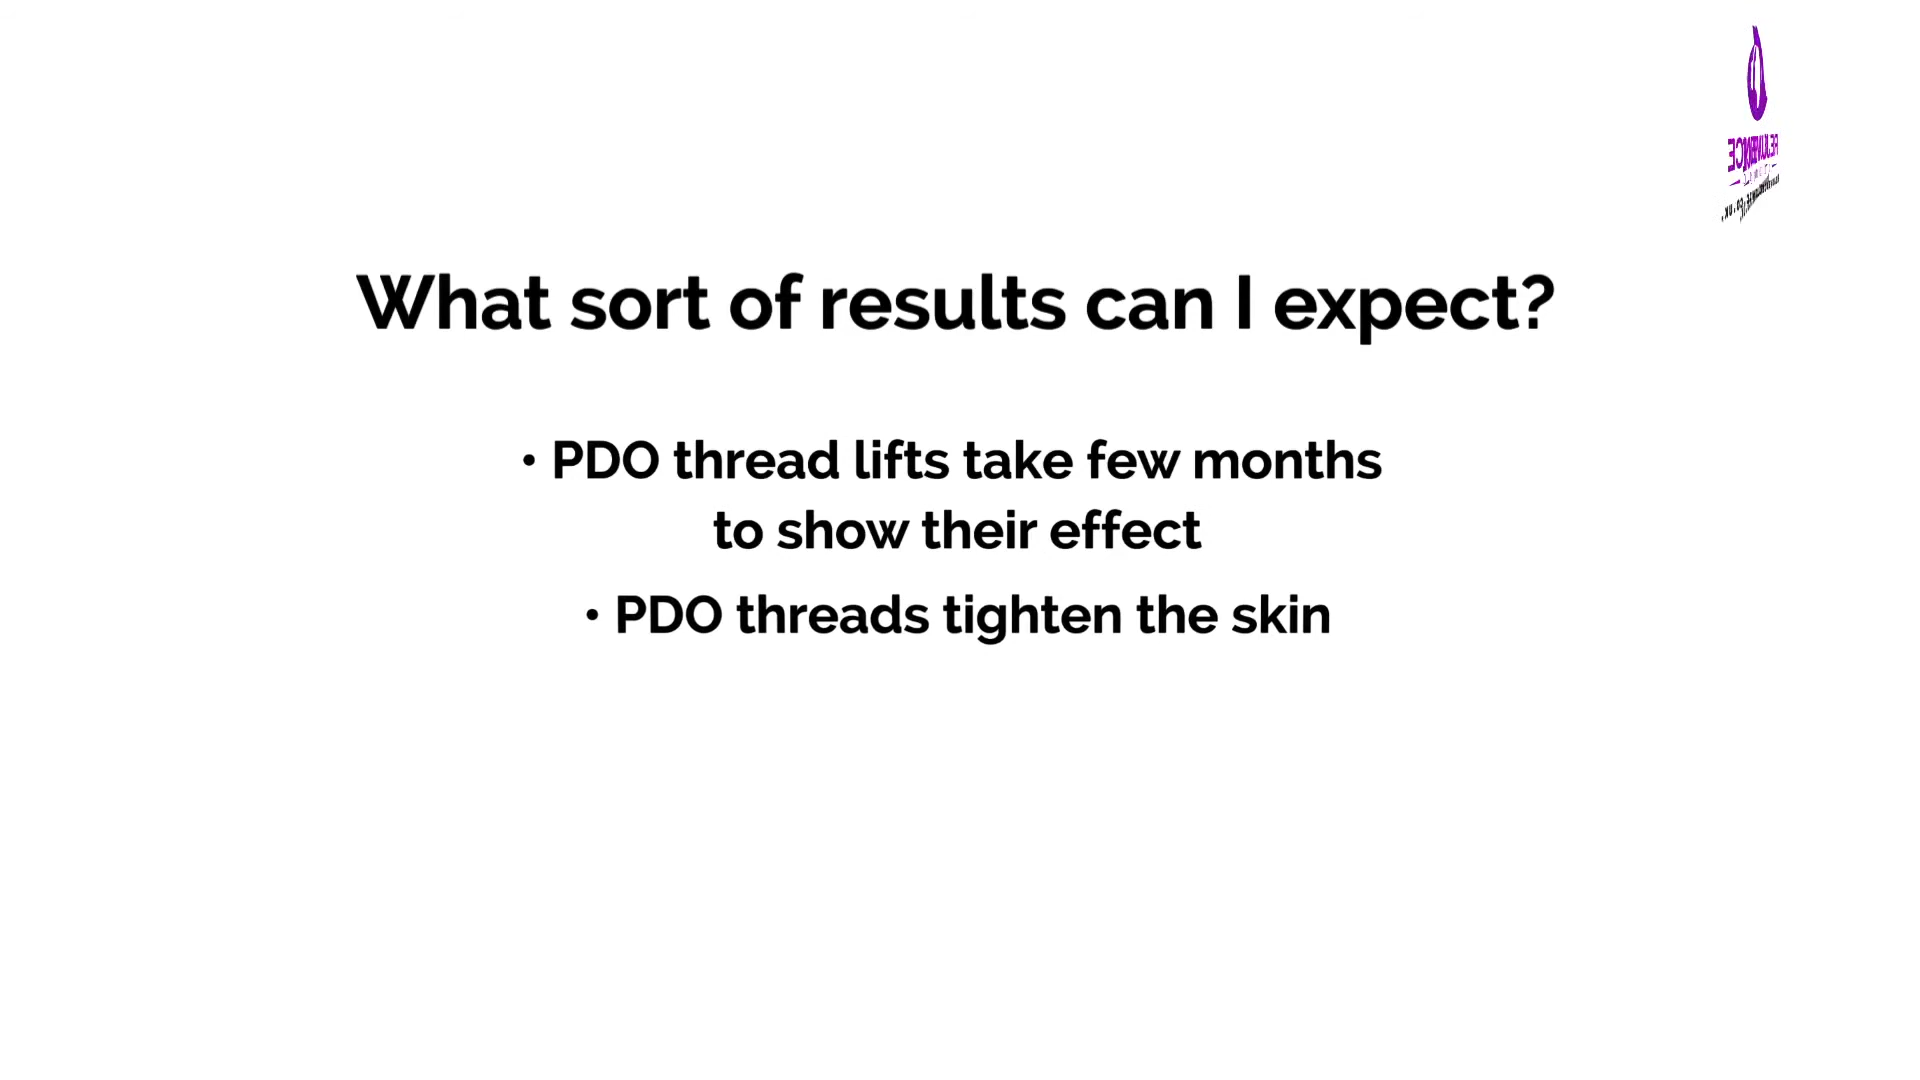 What sort of results can I expect?
• PDO thread lifts take few months
to show their effect
• PDO threads tighten the skin